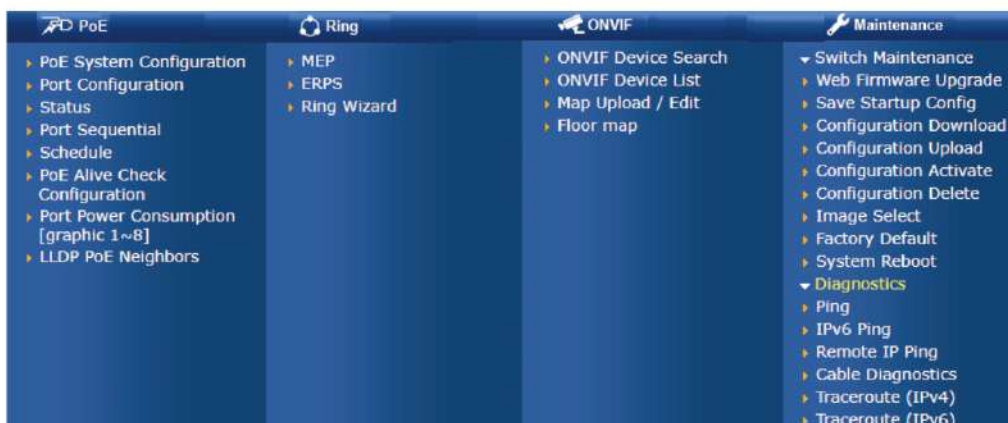 PoE
PoE System Configuration
Port Configuration
Status
Port Sequential
Schedule
PoE Alive Check
Configuration
Port Power Consumption
[graphic 1~8]
LLDP PoE Neighbors
Ring
MEP
ERPS
Ring Wizard
ONVIF
ONVIF Device Search
ONVIF Device List
Map Upload / Edit
Floor map
Maintenance
Switch Maintenance
Web Firmware Upgrade
Save Startup Config
Configuration Download
Configuration Upload
Configuration Activate
Configuration Delete
Image Select
Factory Default
System Reboot
Diagnostics
Ping
IPv6 Ping
Remote IP Ping
Cable Diagnostics
Traceroute (IPv4)
Traceroute (IPv6)